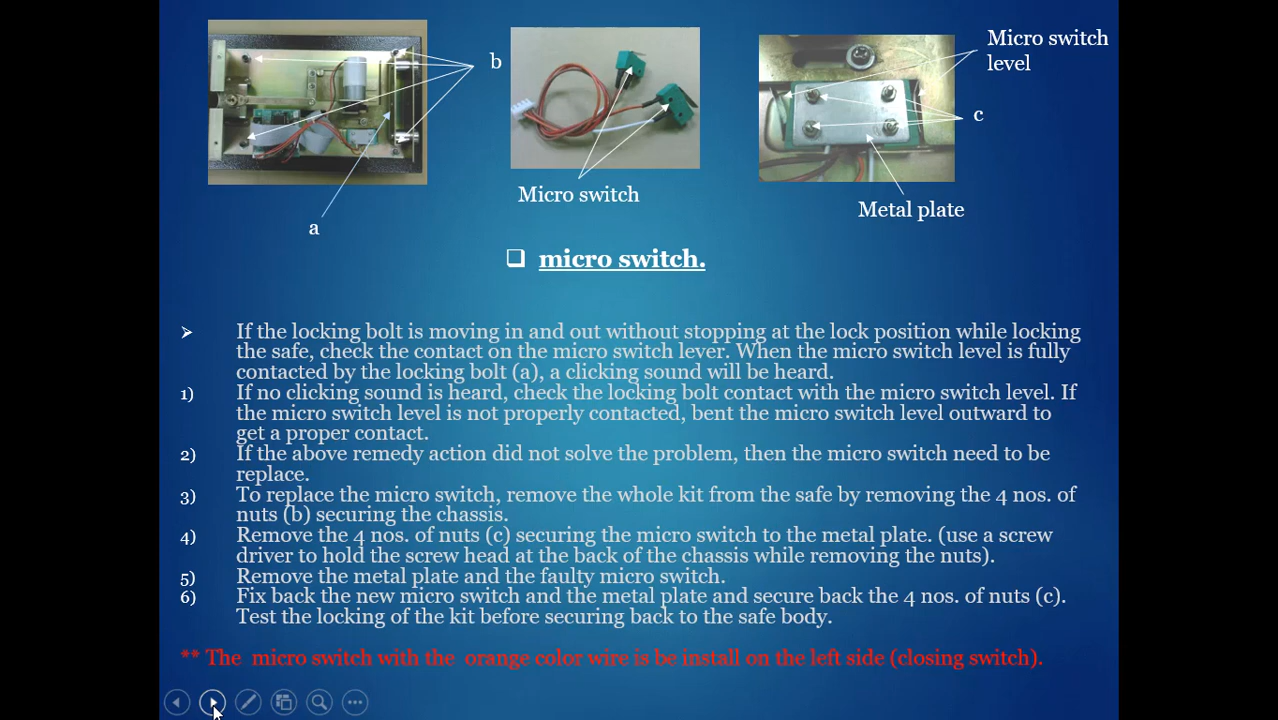 b
Micro switch
level
c
Micro switch
Metal plate
a
micro switch.
If the locking bolt is moving in and out without stopping at the lock position while locking
the safe, check the contact on the micro switch lever. When the micro switch level is fully
contacted by the locking bolt (a), a clicking sound will be heard.
1) If no clicking sound is heard, check the locking bolt contact with the micro switch level. If
the micro switch level is not properly contacted, bent the micro switch level outward to
get a proper contact.
2) If the above remedy action did not solve the problem, then the micro switch need to be
replace.
3) To replace the micro switch, remove the whole kit from the safe by removing the 4 nos. of
nuts (b) securing the chassis.
4) Remove the 4 nos. of nuts (c) securing the micro switch to the metal plate. (use a screw
driver to hold the screw head at the back of the chassis while removing the nuts).
5) Remove the metal plate and the faulty micro switch.
6) Fix back the new micro switch and the metal plate and secure back the 4 nos. of nuts (c).
Test the locking of the kit before securing back to the safe body.
** The micro switch with the orange color wire is be install on the left side (closing switch).